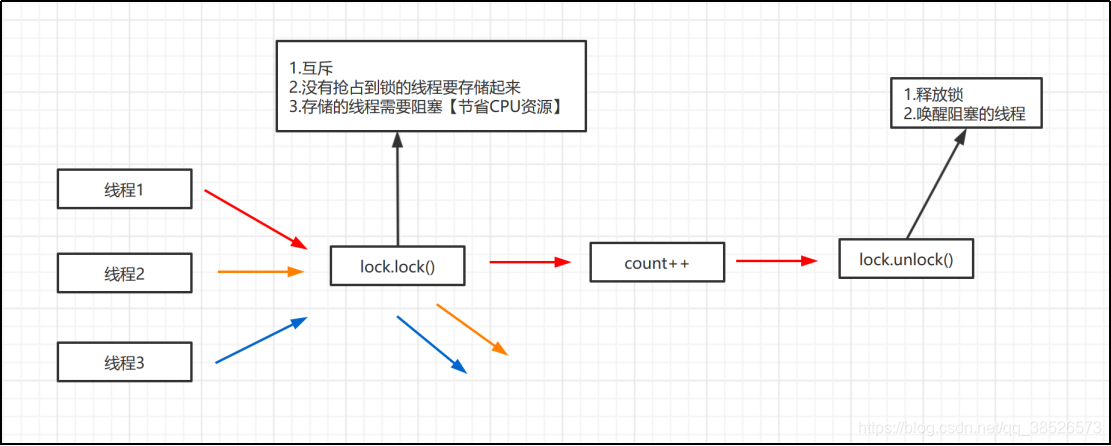 1.互斥
2.没有抢占到锁的线程要存储起来
3.存储的线程需要阻塞【节省CPU资源】
1.释放锁
2.唤醒阻塞的线程
线程1
线程2
线程3
lock.lock()
count++
lock.unlock()
https://blog.csdn.net/qq_38526573